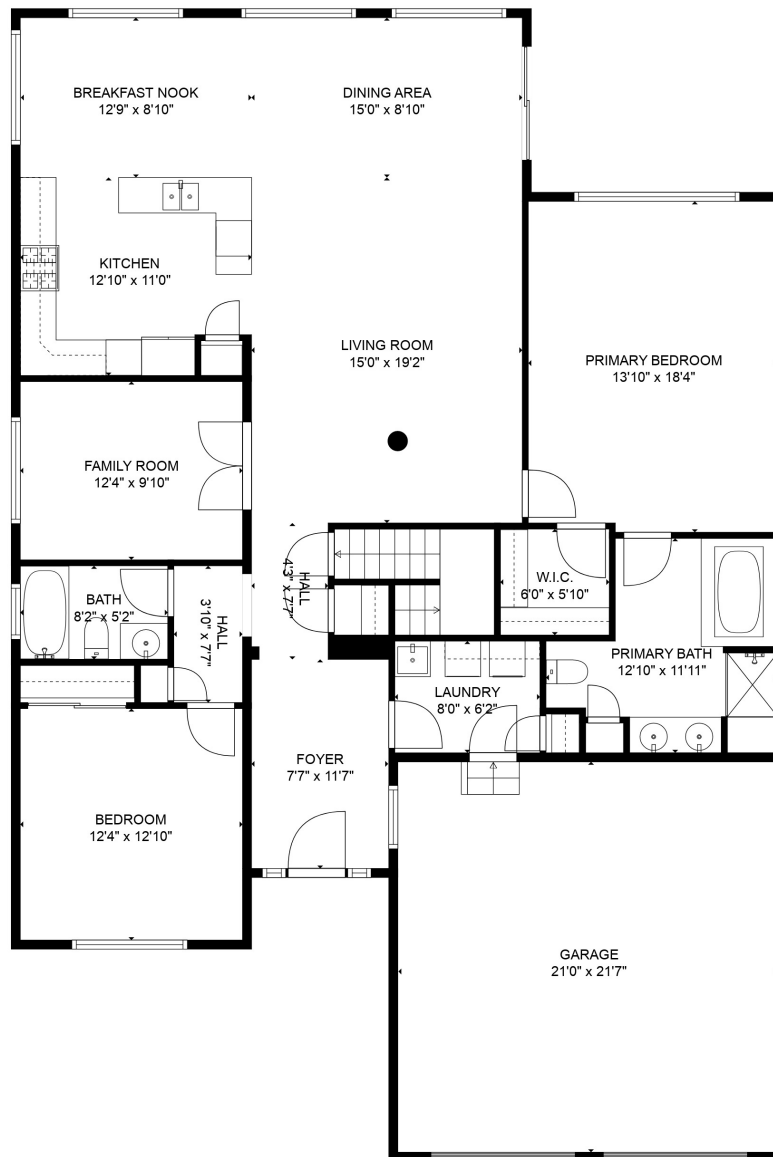 BREAKFAST NOOK
12'9" x 8'10"
DINING AREA
15'0" x 8'10"
KITCHEN
12'10" x 11'0"
LIVING ROOM
15'0" x 19'2"
PRIMARY BEDROOM
13'10" x 18'4"
FAMILY ROOM
12'4" x 9'10"
HALL
4'3" x 7'7"
W.I.C.
6'0" x 5'10"
BATH
8'2" x 5'2"
HALL
3'10" x 7'7"
PRIMARY BATH
12'10" x 11'11"
LAUNDRY
8'0" x 6'2"
FOYER
7'7" x 11'7"
BEDROOM
12'4" x 12'10"
GARAGE
21'0" x 21'7"